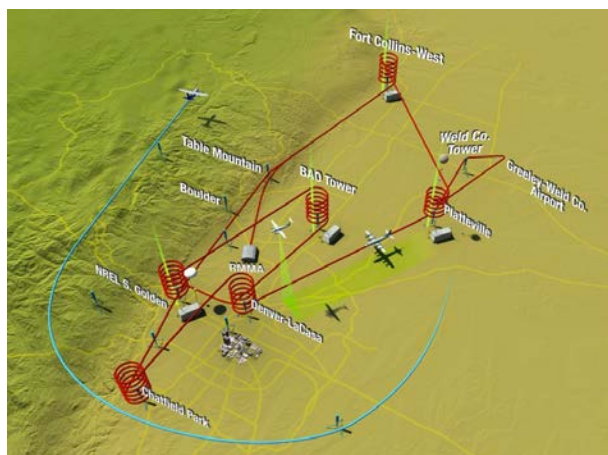 Fort Collins-West
Weld Co.
Tower
Table Mountain
BAO Tower
Greeley-Weld Co.
Airport
Boulder
Platteville
RMMA
NREL S. Golden
Denver-LaCasa
Chatfield Park